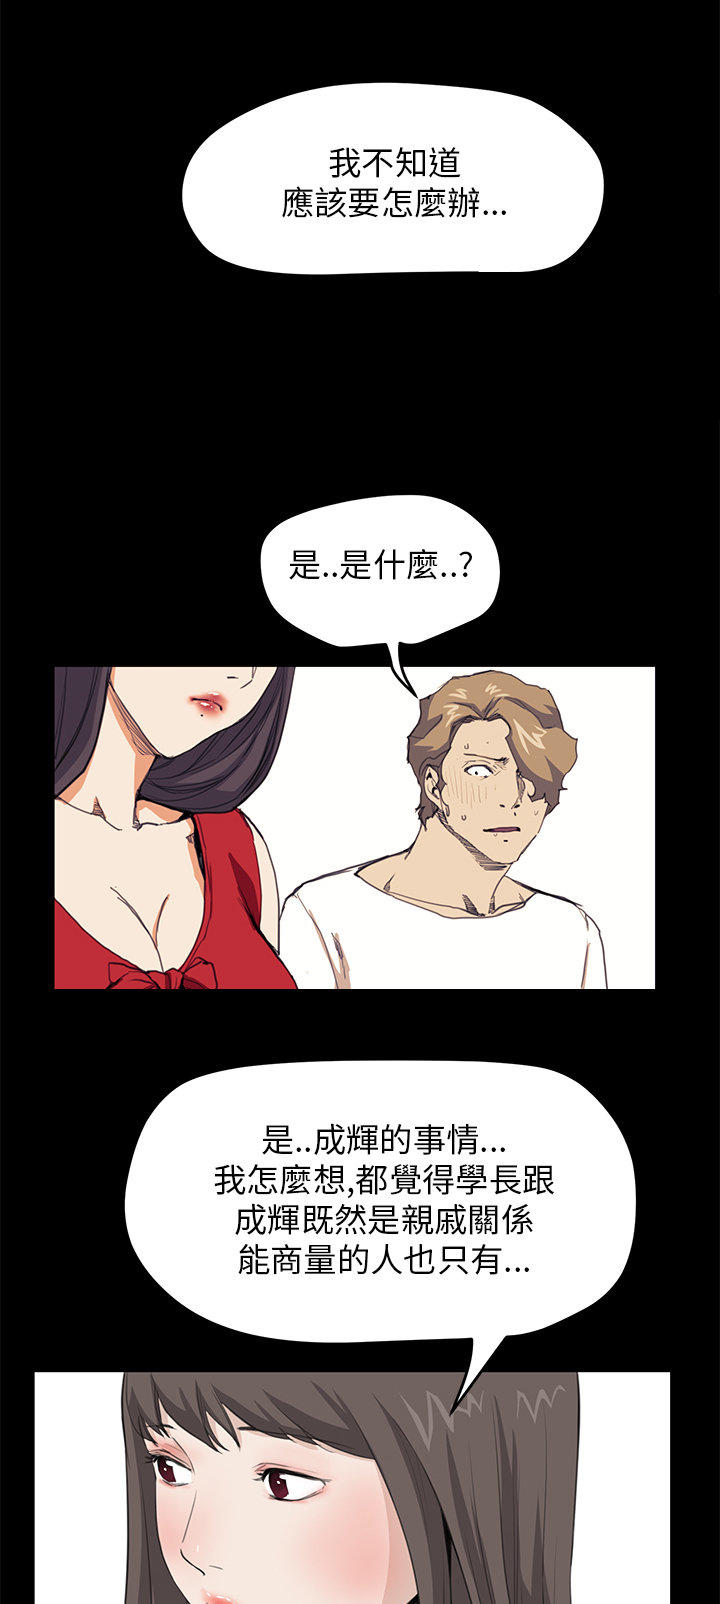 我不知道
應該要怎麼辦...
是..是什麼..?
是..成輝的事情...
我怎麼想,都覺得學長跟
成輝既然是親戚關係
能商量的人也只有...